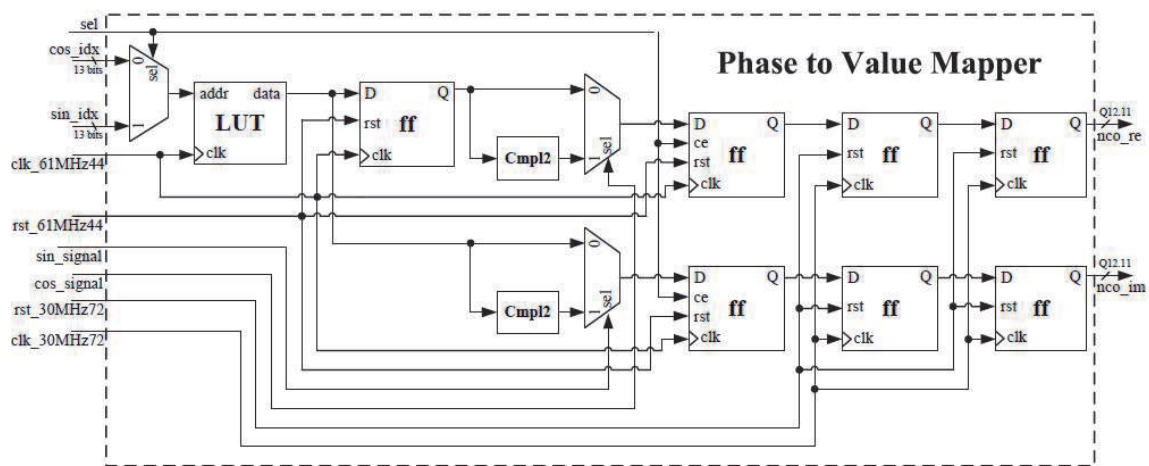 sel
cos_idx
13 bits
sin_idx
13 bits
clk_61MHz44
rst_61MHz44
sin_signal
cos_signal
rst_30MHz72
clk_30MHz72
Phase to Value Mapper
0
sel
1
addr data
LUT
clk
D Q
rst
ff
clk
0
Cmpl2
1
sel
D Q
ce
ff
rst
clk
D Q
rst
ff
clk
D Q
rst
ff
clk
Q12.11
nco_re
0
Cmpl2
1
sel
D Q
ce
ff
rst
clk
D Q
rst
ff
clk
D Q
rst
ff
clk
Q12.11
nco_im